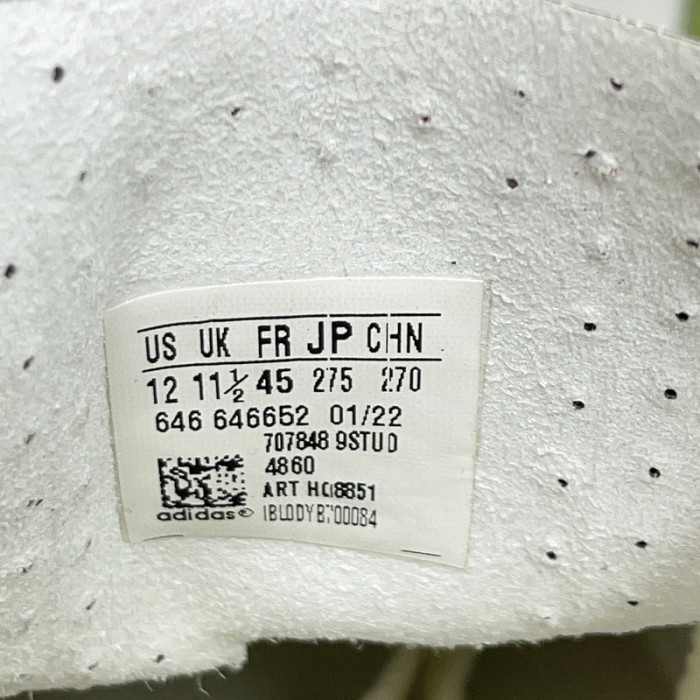 US UK FR JP CHN
12 11½ 45 275 270
646 646652 01/22
707848 9STUD
4860
ART HQ8851
adidas®